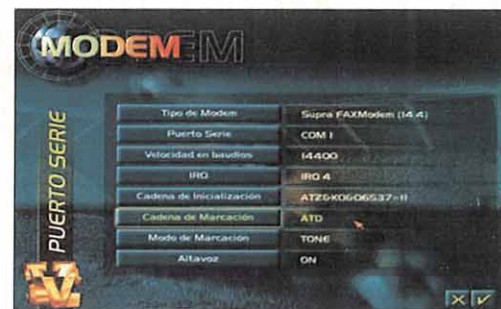 MODEM
PUERTO SERIE
Tipo de Modem Supra FAXModem (14.4)
Puerto Serie COM 1
Velocidad en baudios 14400
IRQ IRQ 4
Cadena de Inicialización
Cadena de Marcación ATD
Modo de Marcación TONE
Altavoz ON